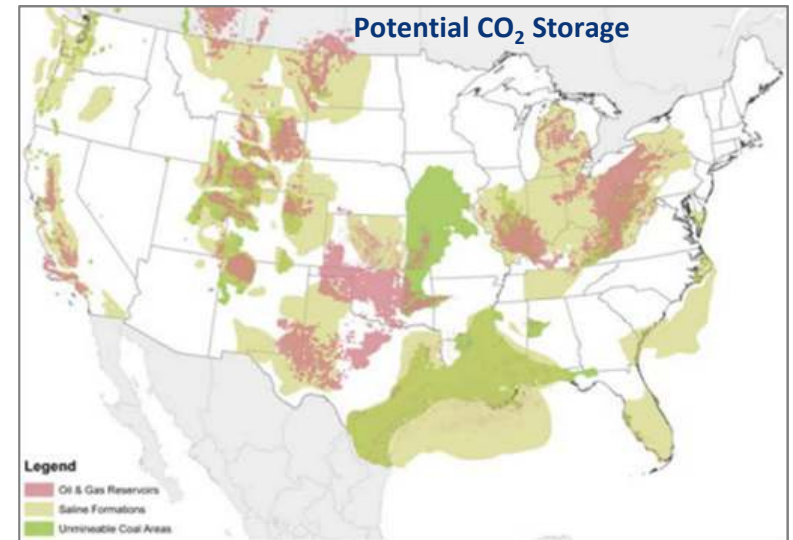 Potential CO₂ Storage
Legend
Oil & Gas Reservoirs
Saline Formations
Unmineable Coal Areas